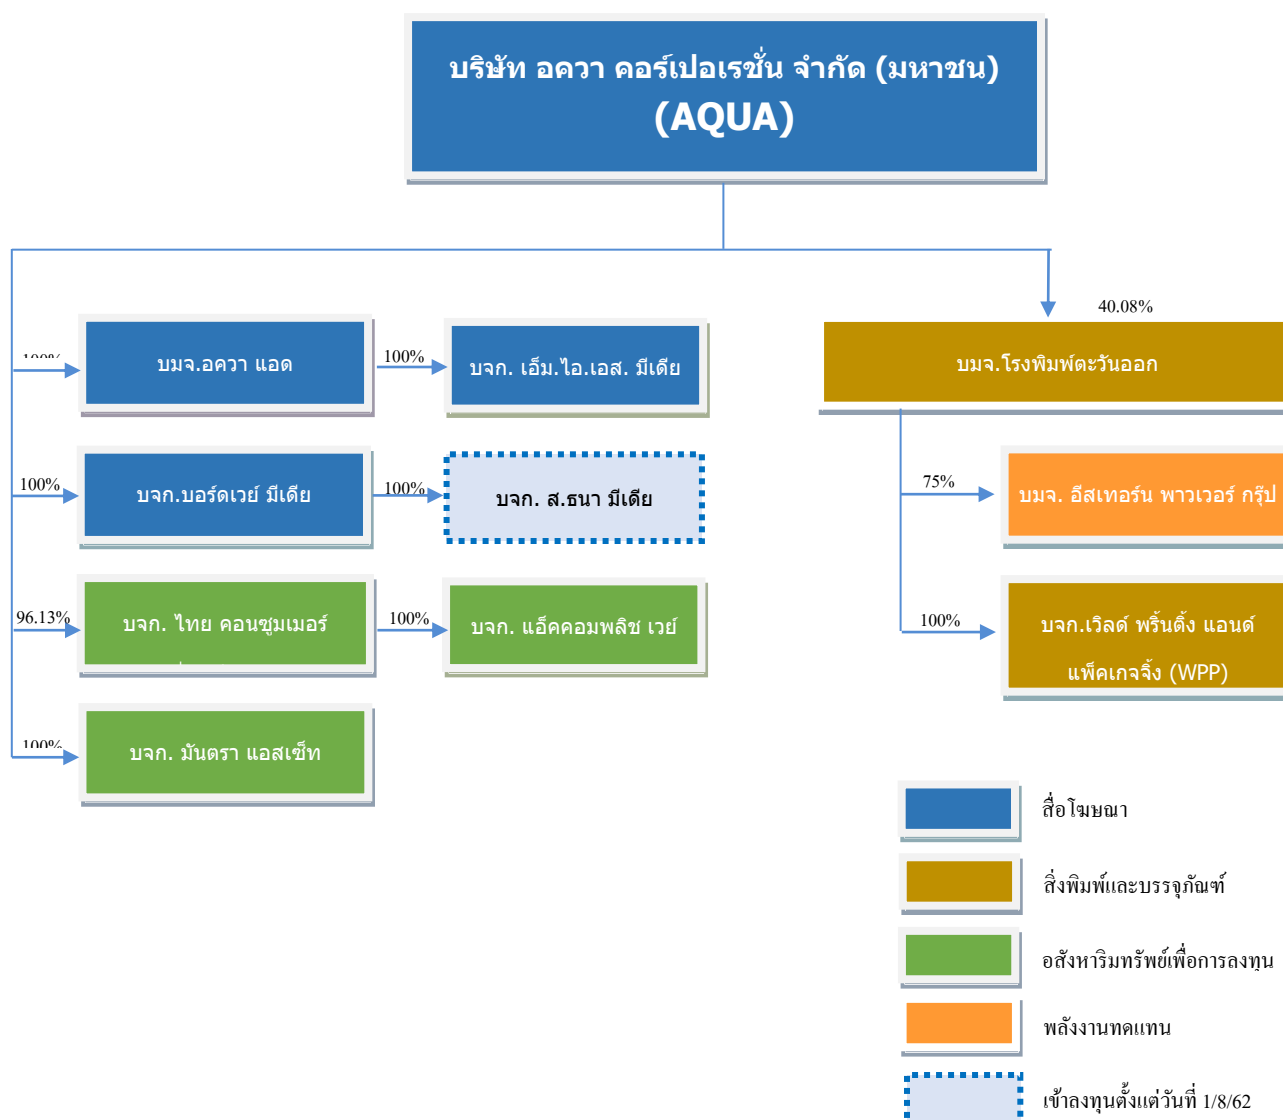 บริษัท อควา คอร์เปอเรชั่น จำกัด (มหาชน)
(AQUA)
40.08%
100%
บมจ.อควา แอด
100%
บจก. เอ็ม.ไอ.เอส. มีเดีย
บมจ.โรงพิมพ์ตะวันออก
100%
บจก.บอร์ดเวย์ มีเดีย
100%
บจก. ส.ธนา มีเดีย
75%
บมจ. อีสเทอร์น พาวเวอร์ กรุ๊ป
96.13%
บจก. ไทย คอนซูมเมอร์
100%
บจก. แอ็คคอมพลิช เวย์
100%
บจก.เวิลด์ พริ้นติ้ง แอนด์
แพ็คเกจจิ้ง (WPP)
100%
บจก. มันตรา แอสเซ็ท
สื่อโฆษณา
สิ่งพิมพ์และบรรจุภัณฑ์
อสังหาริมทรัพย์เพื่อการลงทุน
พลังงานทดแทน
เข้าลงทุนตั้งแต่วันที่ 1/8/62